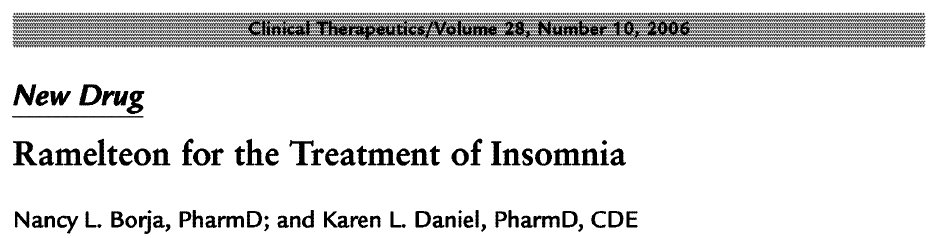 Clinical Therapeutics/Volume 28, Number 10, 2006
New Drug
Ramelteon for the Treatment of Insomnia
Nancy L. Borja, PharmD; and Karen L. Daniel, PharmD, CDE